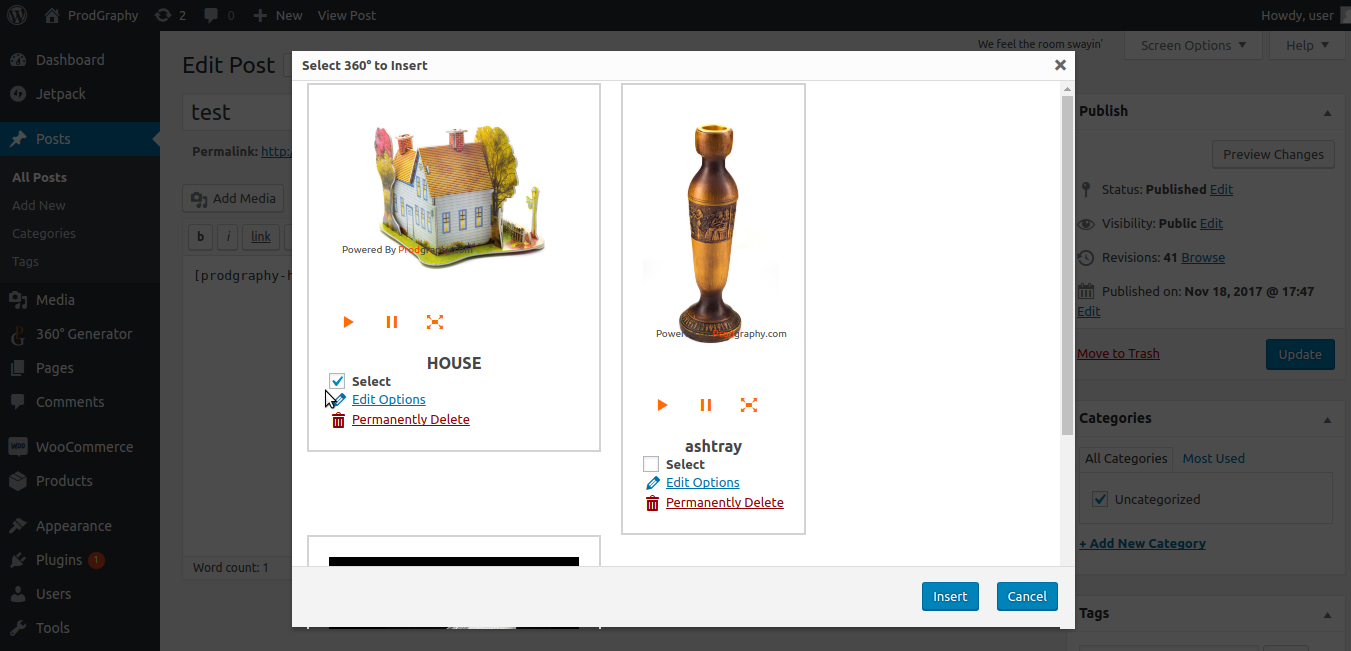 ProdGraphy 2 0 New View Post Howdy, user
Dashboard
Jetpack
Posts
All Posts
Add New
Categories
Tags
Media
360° Generator
Pages
Comments
WooCommerce
Products
Appearance
Plugins 1
Users
Tools
We feel the room swayin'
Screen Options
Help
Edit Post
test
Permalink: http:
Add Media
b i link
[prodgraphy-h
Word count: 1
Select 360° to Insert
Powered By Prodgraphy.com
HOUSE
Select
Edit Options
Permanently Delete
graphy.com
ashtray
Select
Edit Options
Permanently Delete
Insert Cancel
Publish
Preview Changes
Status: Published Edit
Visibility: Public Edit
Revisions: 41 Browse
Published on: Nov 18, 2017 @ 17:47
Edit
Move to Trash
Update
Categories
All Categories Most Used
Uncategorized
+ Add New Category
Tags